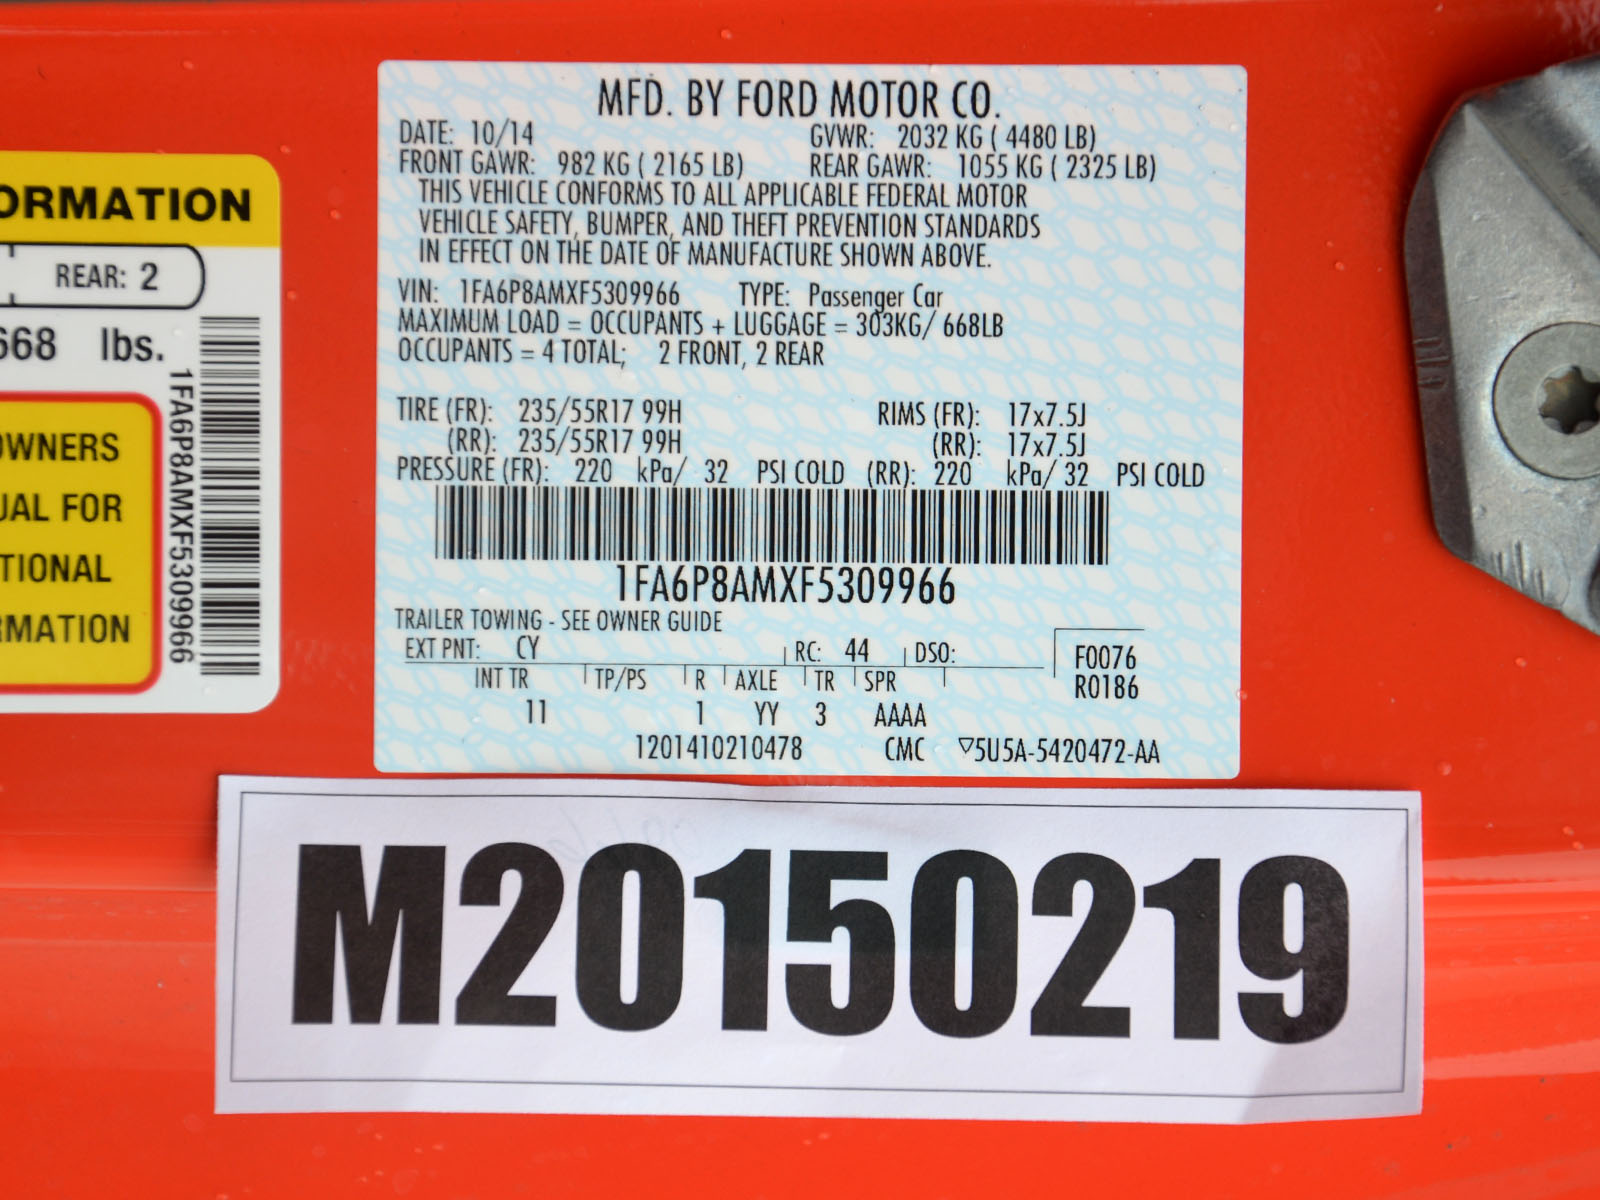 ORMATION
REAR: 2
668 lbs.
1FA6P8AMXF5309966
OWNERS
UAL FOR
TIONAL
RMATION
MFD. BY FORD MOTOR CO.
DATE: 10/14 GVWR: 2032 KG ( 4480 LB)
FRONT GAWR: 982 KG ( 2165 LB) REAR GAWR: 1055 KG ( 2325 LB)
THIS VEHICLE CONFORMS TO ALL APPLICABLE FEDERAL MOTOR
VEHICLE SAFETY, BUMPER, AND THEFT PREVENTION STANDARDS
IN EFFECT ON THE DATE OF MANUFACTURE SHOWN ABOVE.
VIN: 1FA6P8AMXF5309966 TYPE: Passenger Car
MAXIMUM LOAD = OCCUPANTS + LUGGAGE = 303KG/ 668LB
OCCUPANTS = 4 TOTAL; 2 FRONT, 2 REAR
TIRE (FR): 235/55R17 99H RIMS (FR): 17x7.5J
(RR): 235/55R17 99H (RR): 17x7.5J
PRESSURE (FR): 220 kPa/ 32 PSI COLD (RR): 220 kPa/ 32 PSI COLD
1FA6P8AMXF5309966
TRAILER TOWING - SEE OWNER GUIDE
EXT PNT: CY RC: 44 DSO: F0076
INT TR TP/PS R AXLE TR SPR R0186
11 1 YY 3 AAAA
1201410210478 CMC ▽5U5A-5420472-AA
M20150219